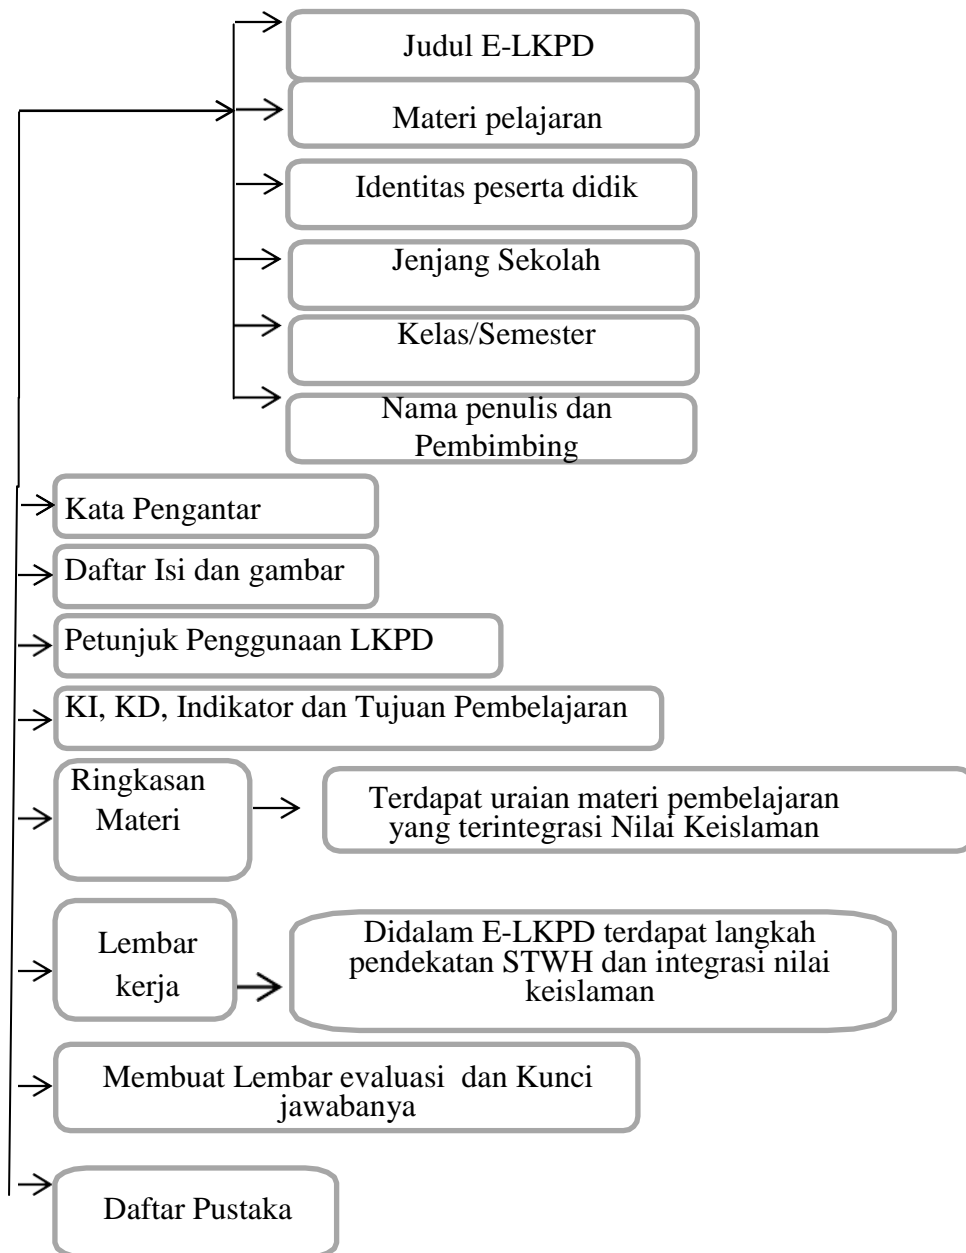 Judul E-LKPD
Materi pelajaran
Identitas peserta didik
Jenjang Sekolah
Kelas/Semester
Nama penulis dan
Pembimbing
Kata Pengantar
Daftar Isi dan gambar
Petunjuk Penggunaan LKPD
KI, KD, Indikator dan Tujuan Pembelajaran
Ringkasan
Materi
Terdapat uraian materi pembelajaran
yang terintegrasi Nilai Keislaman
Lembar
kerja
Didalam E-LKPD terdapat langkah
pendekatan STWH dan integrasi nilai
keislaman
Membuat Lembar evaluasi dan Kunci
jawabanya
Daftar Pustaka